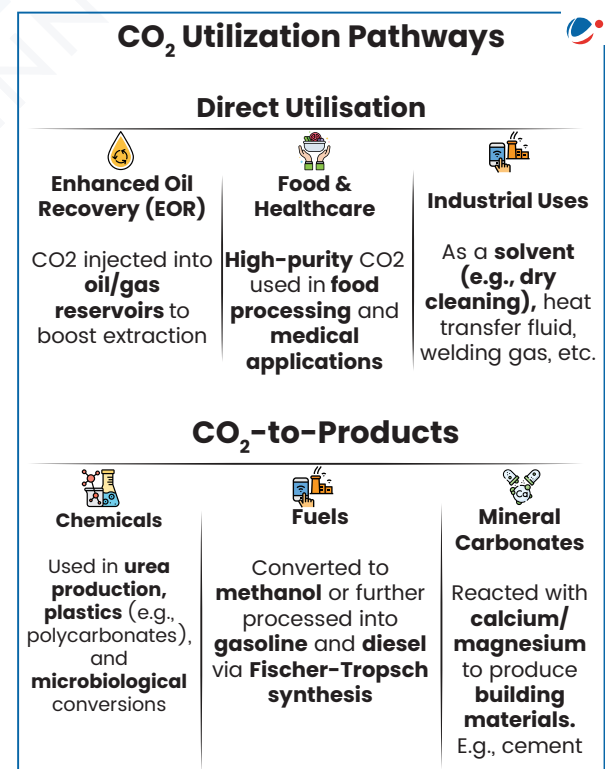 CO₂ Utilization Pathways
Direct Utilisation
Enhanced Oil
Recovery (EOR)
CO2 injected into
oil/gas
reservoirs to
boost extraction
Food &
Healthcare
High-purity CO2
used in food
processing and
medical
applications
Industrial Uses
As a solvent
(e.g., dry
cleaning), heat
transfer fluid,
welding gas, etc.
CO₂-to-Products
Chemicals
Used in urea
production,
plastics (e.g.,
polycarbonates),
and
microbiological
conversions
Fuels
Converted to
methanol or further
processed into
gasoline and diesel
via Fischer-Tropsch
synthesis
Ca
Mineral
Carbonates
Reacted with
calcium/
magnesium
to produce
building
materials.
E.g., cement